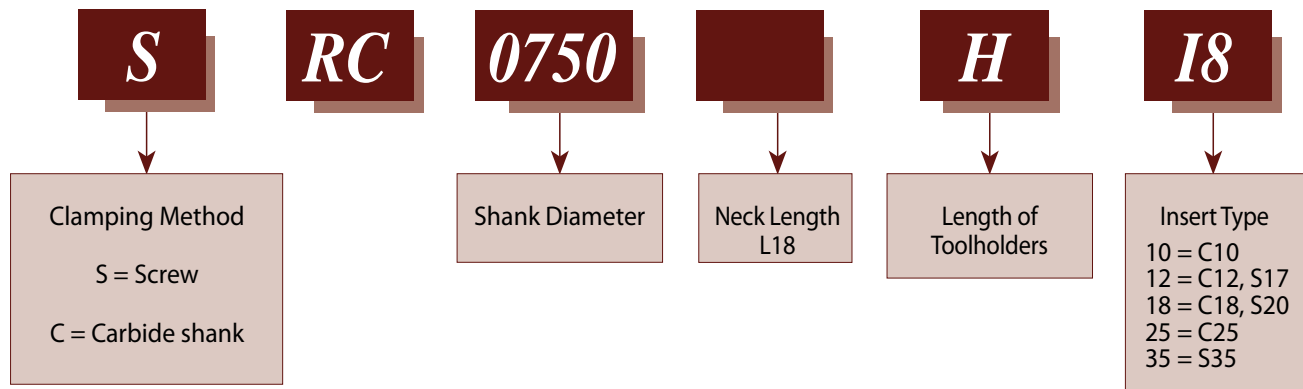 S RC 0750 H I8
Clamping Method
S = Screw
C = Carbide shank
Shank Diameter
Neck Length
L18
Length of
Toolholders
Insert Type
10 = C10
12 = C12, S17
18 = C18, S20
25 = C25
35 = S35